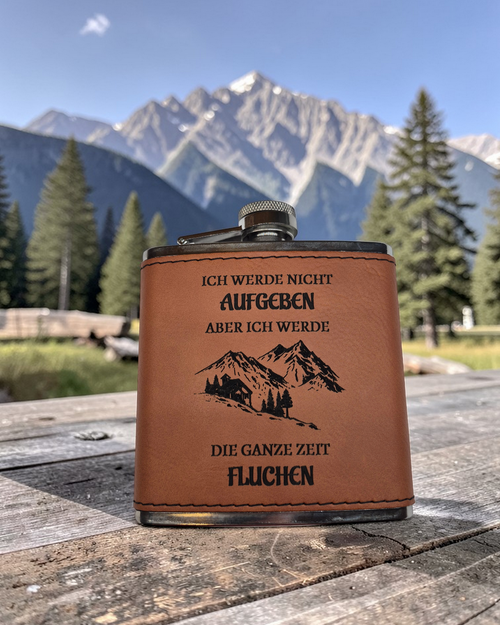 ICH WERDE NICHT
AUFGEBEN
ABER ICH WERDE
DIE GANZE ZEIT
FLUCHEN